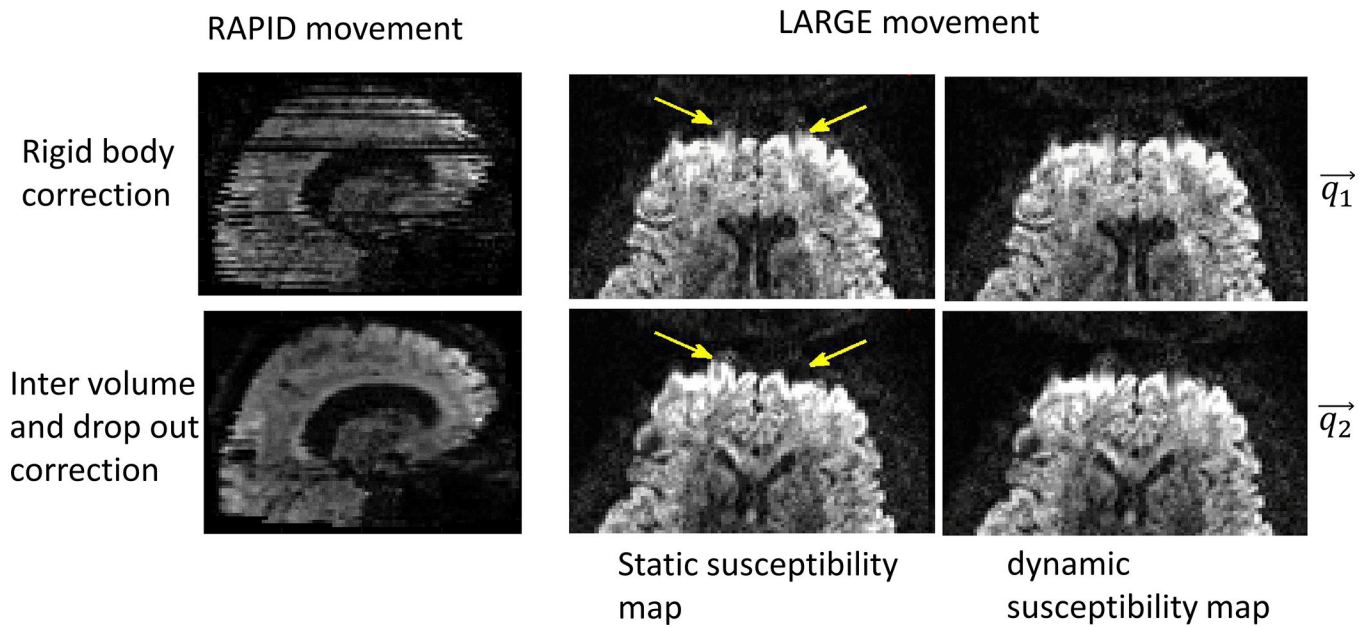 RAPID movement
LARGE movement
Rigid body
correction
q₁
Inter volume
and drop out
correction
q₂
Static susceptibility
map
dynamic
susceptibility map